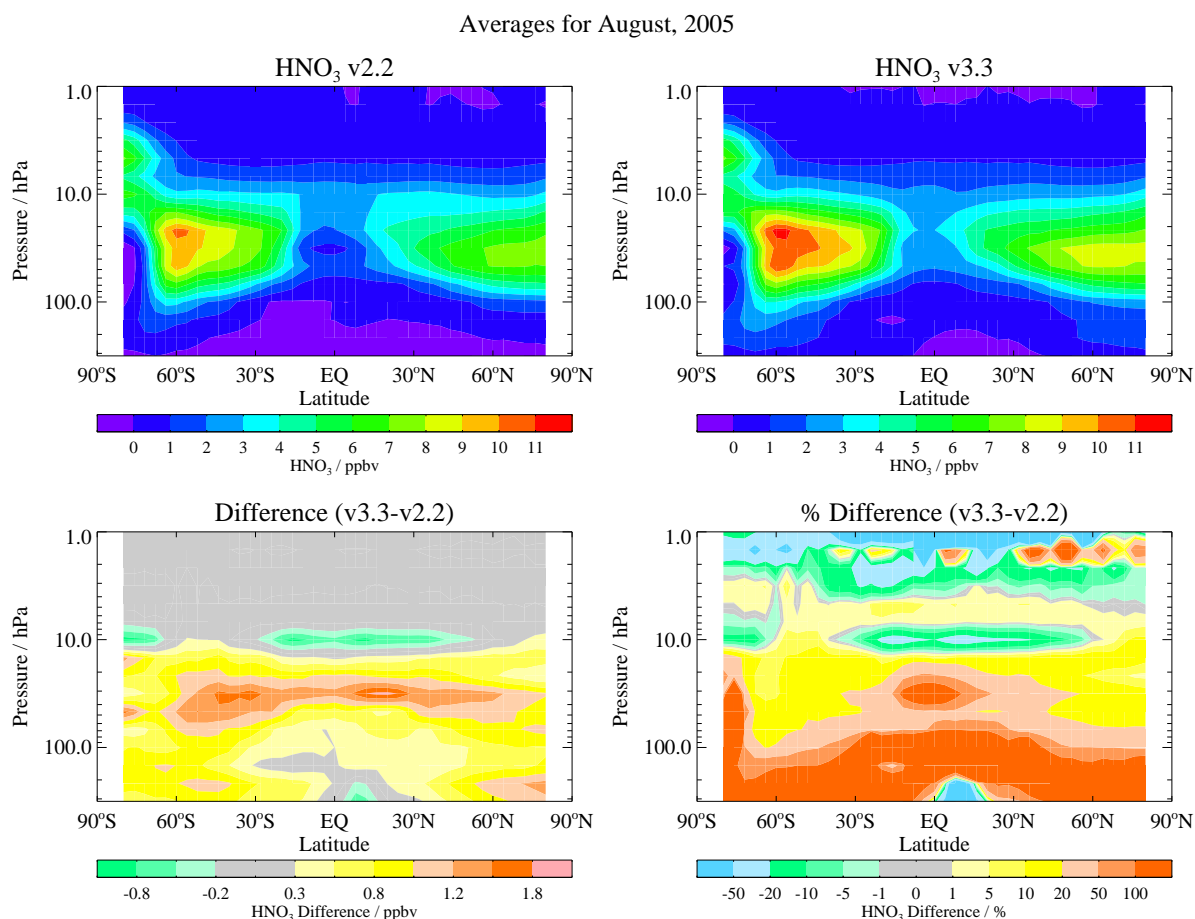 Averages for August, 2005
HNO₃ v2.2
HNO₃ v3.3
1.0
10.0
100.0
Pressure / hPa
90°S 60°S 30°S EQ 30°N 60°N 90°N
Latitude
0 1 2 3 4 5 6 7 8 9 10 11
HNO₃ / ppbv
1.0
10.0
100.0
Pressure / hPa
90°S 60°S 30°S EQ 30°N 60°N 90°N
Latitude
0 1 2 3 4 5 6 7 8 9 10 11
HNO₃ / ppbv
Difference (v3.3-v2.2)
% Difference (v3.3-v2.2)
1.0
10.0
100.0
Pressure / hPa
90°S 60°S 30°S EQ 30°N 60°N 90°N
Latitude
-0.8 -0.2 0.3 0.8 1.2 1.8
HNO₃ Difference / ppbv
1.0
10.0
100.0
Pressure / hPa
90°S 60°S 30°S EQ 30°N 60°N 90°N
Latitude
-50 -20 -10 -5 -1 0 1 5 10 20 50 100
HNO₃ Difference / %